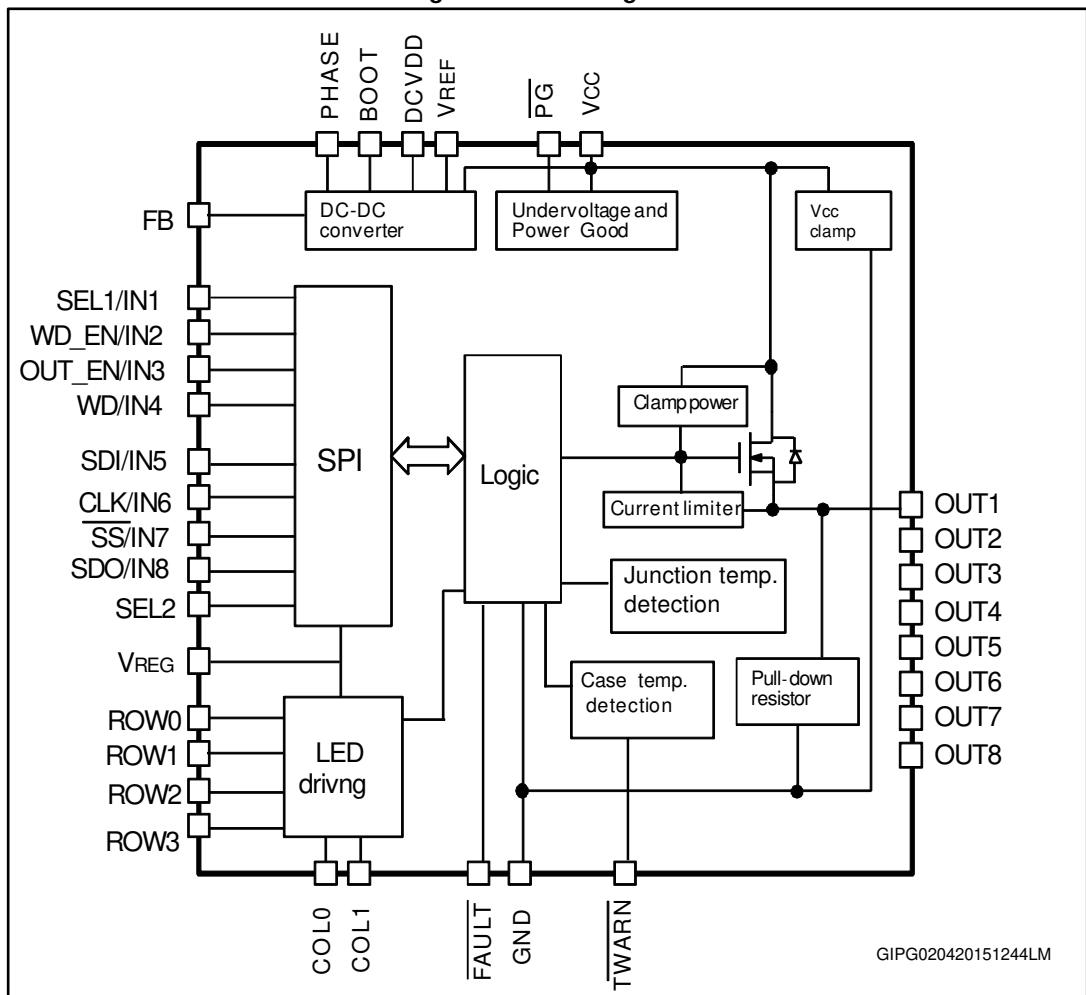 PHASE
BOOT
DCVDD
VREF
PG
VCC
FB
DC-DC
converter
Undervoltage and
Power Good
Vcc
clamp
SEL1/IN1
WD_EN/IN2
OUT_EN/IN3
WD/IN4
SDI/IN5
CLK/IN6
SS/IN7
SDO/IN8
SEL2
VREG
SPI
Logic
Clamp power
Current limiter
Junction temp.
detection
Case temp.
detection
Pull-down
resistor
OUT1
OUT2
OUT3
OUT4
OUT5
OUT6
OUT7
OUT8
ROW0
ROW1
ROW2
ROW3
LED
drivng
COL0
COL1
FAULT
GND
TWARN
GIPG020420151244LM